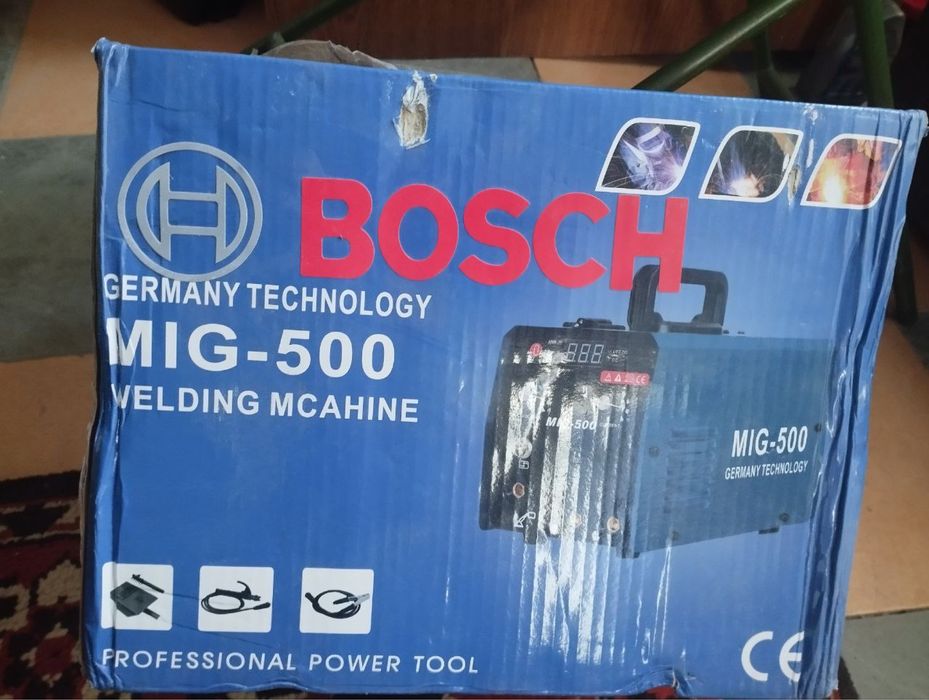 BOSCH
GERMANY TECHNOLOGY
MIG-500
WELDING MCAHINE
MIG-500
MIG-500
GERMANY TECHNOLOGY
PROFESSIONAL POWER TOOL
CE